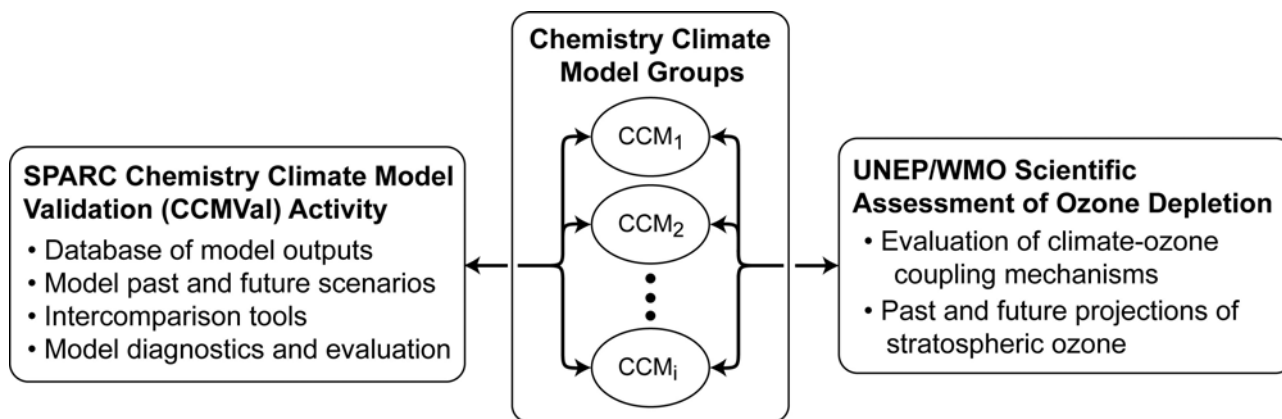 SPARC Chemistry Climate Model
Validation (CCMVal) Activity
• Database of model outputs
• Model past and future scenarios
• Intercomparison tools
• Model diagnostics and evaluation
Chemistry Climate
Model Groups
CCM₁
CCM₂
CCMᵢ
UNEP/WMO Scientific
Assessment of Ozone Depletion
• Evaluation of climate-ozone
coupling mechanisms
• Past and future projections of
stratospheric ozone